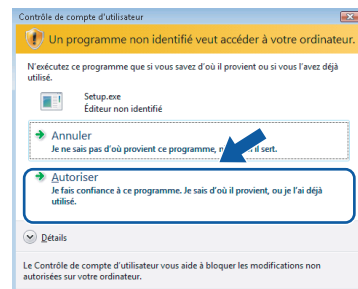 Contrôle de compte d'utilisateur
Un programme non identifié veut accéder à votre ordinateur.
N'exécutez ce programme que si vous savez d'où il provient ou si vous l'avez déjà
utilisé.
Setup.exe
Éditeur non identifié
Annuler
Je ne sais pas d'où provient ce programme, il sert.
Autoriser
Je fais confiance à ce programme. Je sais d'où il provient, ou je l'ai déjà
utilisé.
Détails
Le Contrôle de compte d'utilisateur vous aide à bloquer les modifications non
autorisées sur votre ordinateur.